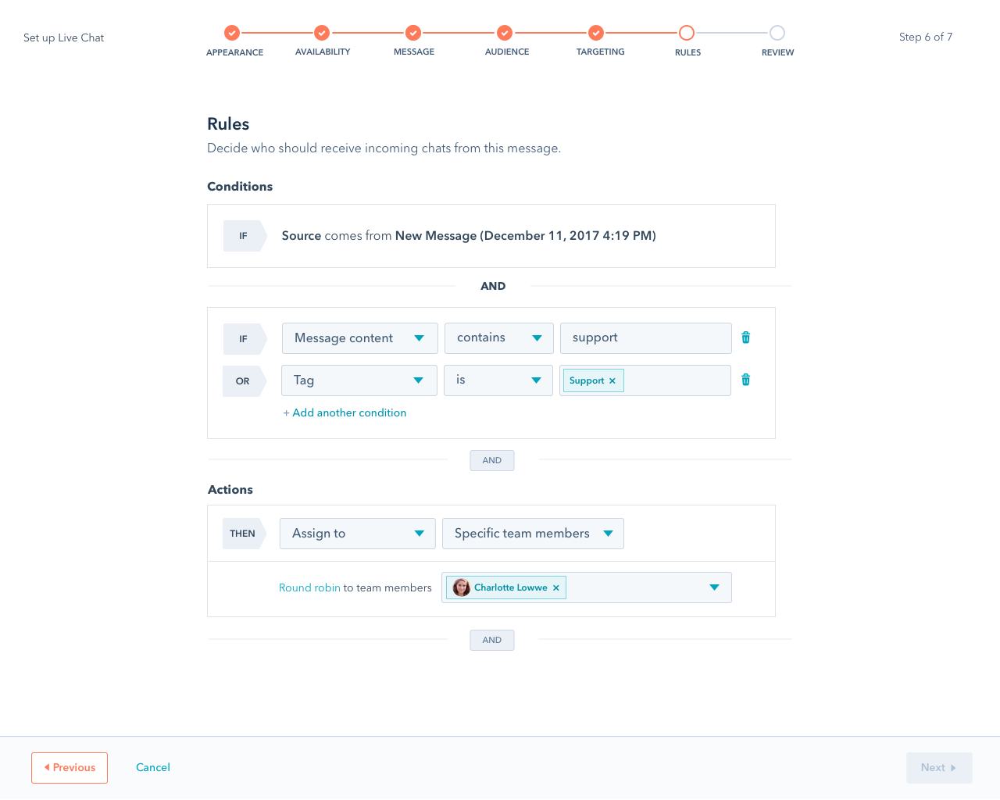 Set up Live Chat
APPEARANCE AVAILABILITY MESSAGE AUDIENCE TARGETING RULES REVIEW
Step 6 of 7
Rules
Decide who should receive incoming chats from this message.
Conditions
IF Source comes from New Message (December 11, 2017 4:19 PM)
AND
IF Message content contains support
OR Tag is Support ×
+ Add another condition
AND
Actions
THEN Assign to Specific team members
Round robin to team members Charlotte Lowwe ×
AND
Previous Cancel Next